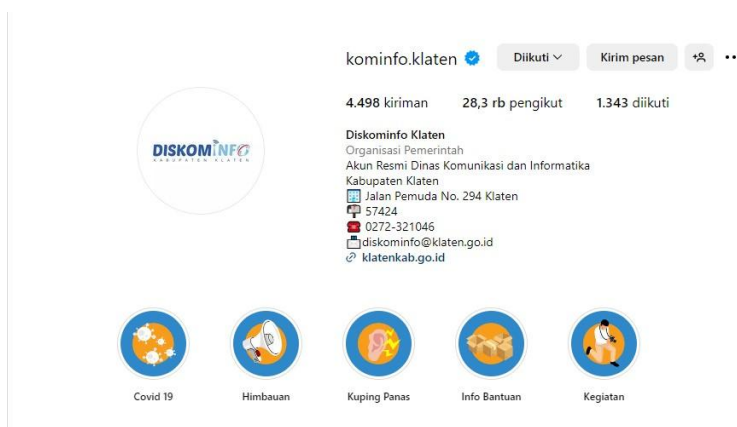 kominfo.klaten Diikuti Kirim pesan
4.498 kiriman 28,3 rb pengikut 1.343 diikuti
DISKOMINFO
KABUPATEN KLATEN
Diskominfo Klaten
Organisasi Pemerintah
Akun Resmi Dinas Komunikasi dan Informatika
Kabupaten Klaten
Jalan Pemuda No. 294 Klaten
57424
0272-321046
diskominfo@klaten.go.id
klatenkab.go.id
Covid 19 Himbauan Kuping Panas Info Bantuan Kegiatan